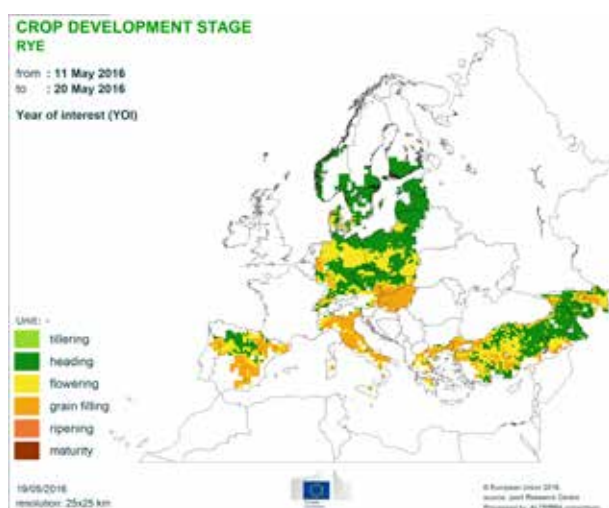 CROP DEVELOPMENT STAGE
RYE
from : 11 May 2016
to : 20 May 2016
Year of interest (YOI)
Unit: -
tillering
heading
flowering
grain filling
ripening
maturity
19/05/2016
resolution: 25x25 km
© European Union 2016
source: Joint Research Centre